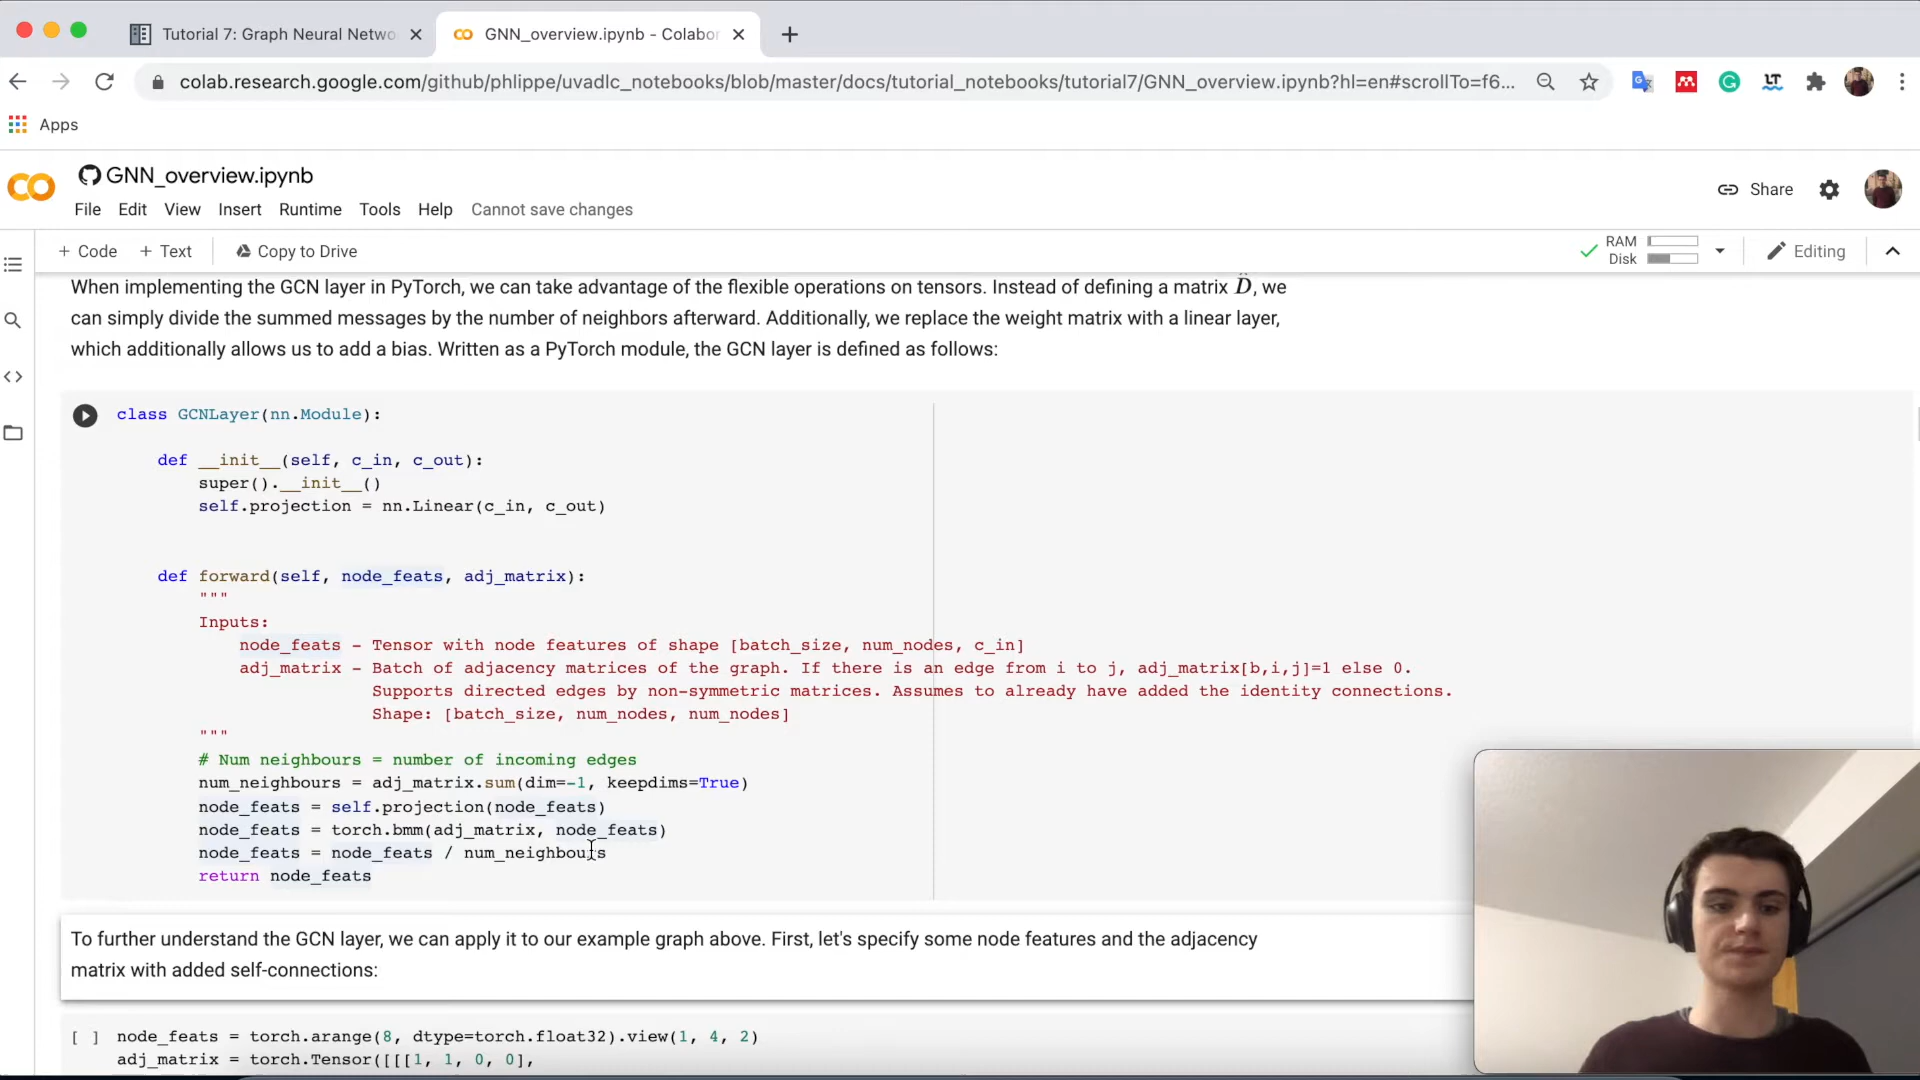 Tutorial 7: Graph Neural Netwo
GNN_overview.ipynb - Colabor
colab.research.google.com/github/phlippe/uvadlc_notebooks/blob/master/docs/tutorial_notebooks/tutorial7/GNN_overview.ipynb?hl=en#scrollTo=f6...
Apps
GNN_overview.ipynb
Share
File Edit View Insert Runtime Tools Help Cannot save changes
+ Code + Text Copy to Drive
RAM
Disk
Editing
When implementing the GCN layer in PyTorch, we can take advantage of the flexible operations on tensors. Instead of defining a matrix D̂, we
can simply divide the summed messages by the number of neighbors afterward. Additionally, we replace the weight matrix with a linear layer,
which additionally allows us to add a bias. Written as a PyTorch module, the GCN layer is defined as follows:
class GCNLayer(nn.Module):
def __init__(self, c_in, c_out):
super().__init__()
self.projection = nn.Linear(c_in, c_out)
def forward(self, node_feats, adj_matrix):
"""
Inputs:
node_feats - Tensor with node features of shape [batch_size, num_nodes, c_in]
adj_matrix - Batch of adjacency matrices of the graph. If there is an edge from i to j, adj_matrix[b,i,j]=1 else 0.
Supports directed edges by non-symmetric matrices. Assumes to already have added the identity connections.
Shape: [batch_size, num_nodes, num_nodes]
"""
# Num neighbours = number of incoming edges
num_neighbours = adj_matrix.sum(dim=-1, keepdims=True)
node_feats = self.projection(node_feats)
node_feats = torch.bmm(adj_matrix, node_feats)
node_feats = node_feats / num_neighbours
return node_feats
To further understand the GCN layer, we can apply it to our example graph above. First, let's specify some node features and the adjacency
matrix with added self-connections:
[ ] node_feats = torch.arange(8, dtype=torch.float32).view(1, 4, 2)
adj_matrix = torch.Tensor([[[1, 1, 0, 0],